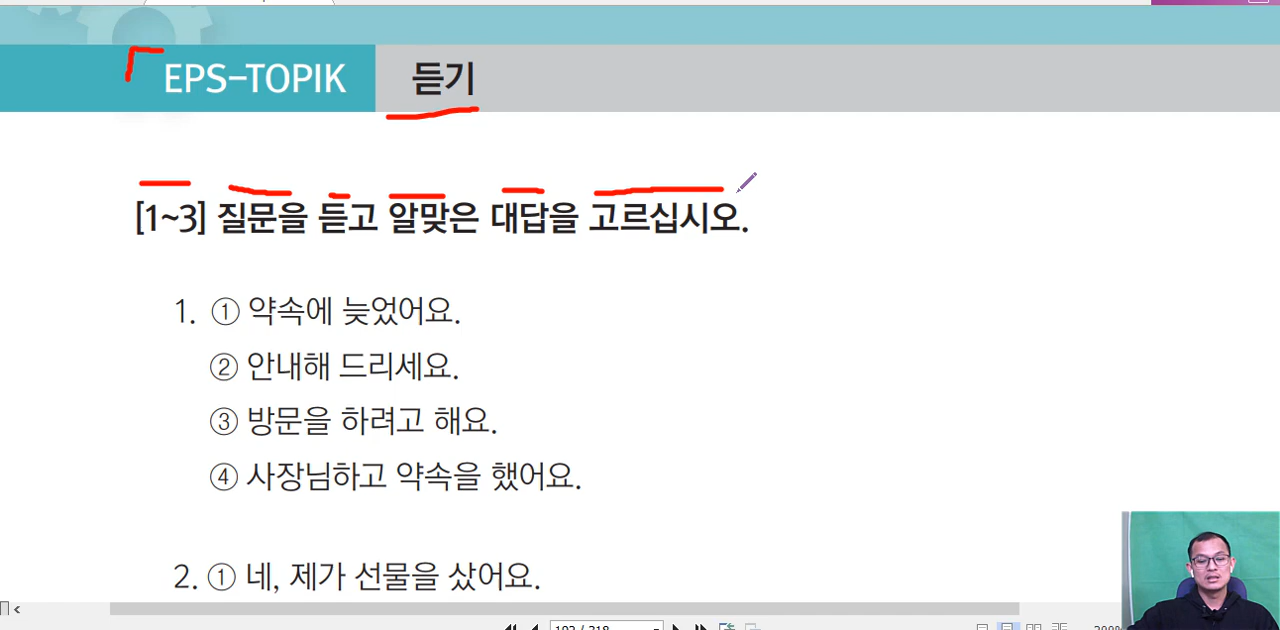 EPS-TOPIK 듣기
[1~3] 질문을 듣고 알맞은 대답을 고르십시오.
1. ① 약속에 늦었어요.
② 안내해 드리세요.
③ 방문을 하려고 해요.
④ 사장님하고 약속을 했어요.
2. ① 네, 제가 선물을 샀어요.